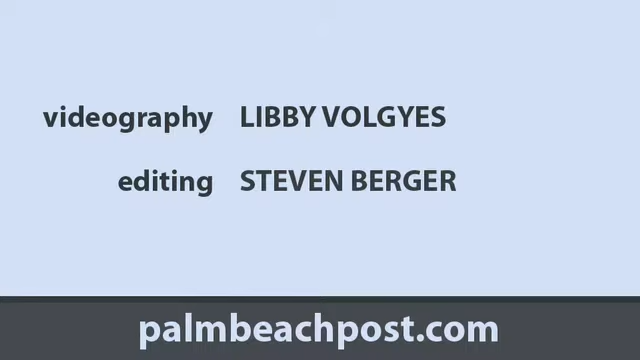 videography LIBBY VOLGYES
editing STEVEN BERGER
palmbeachpost.com